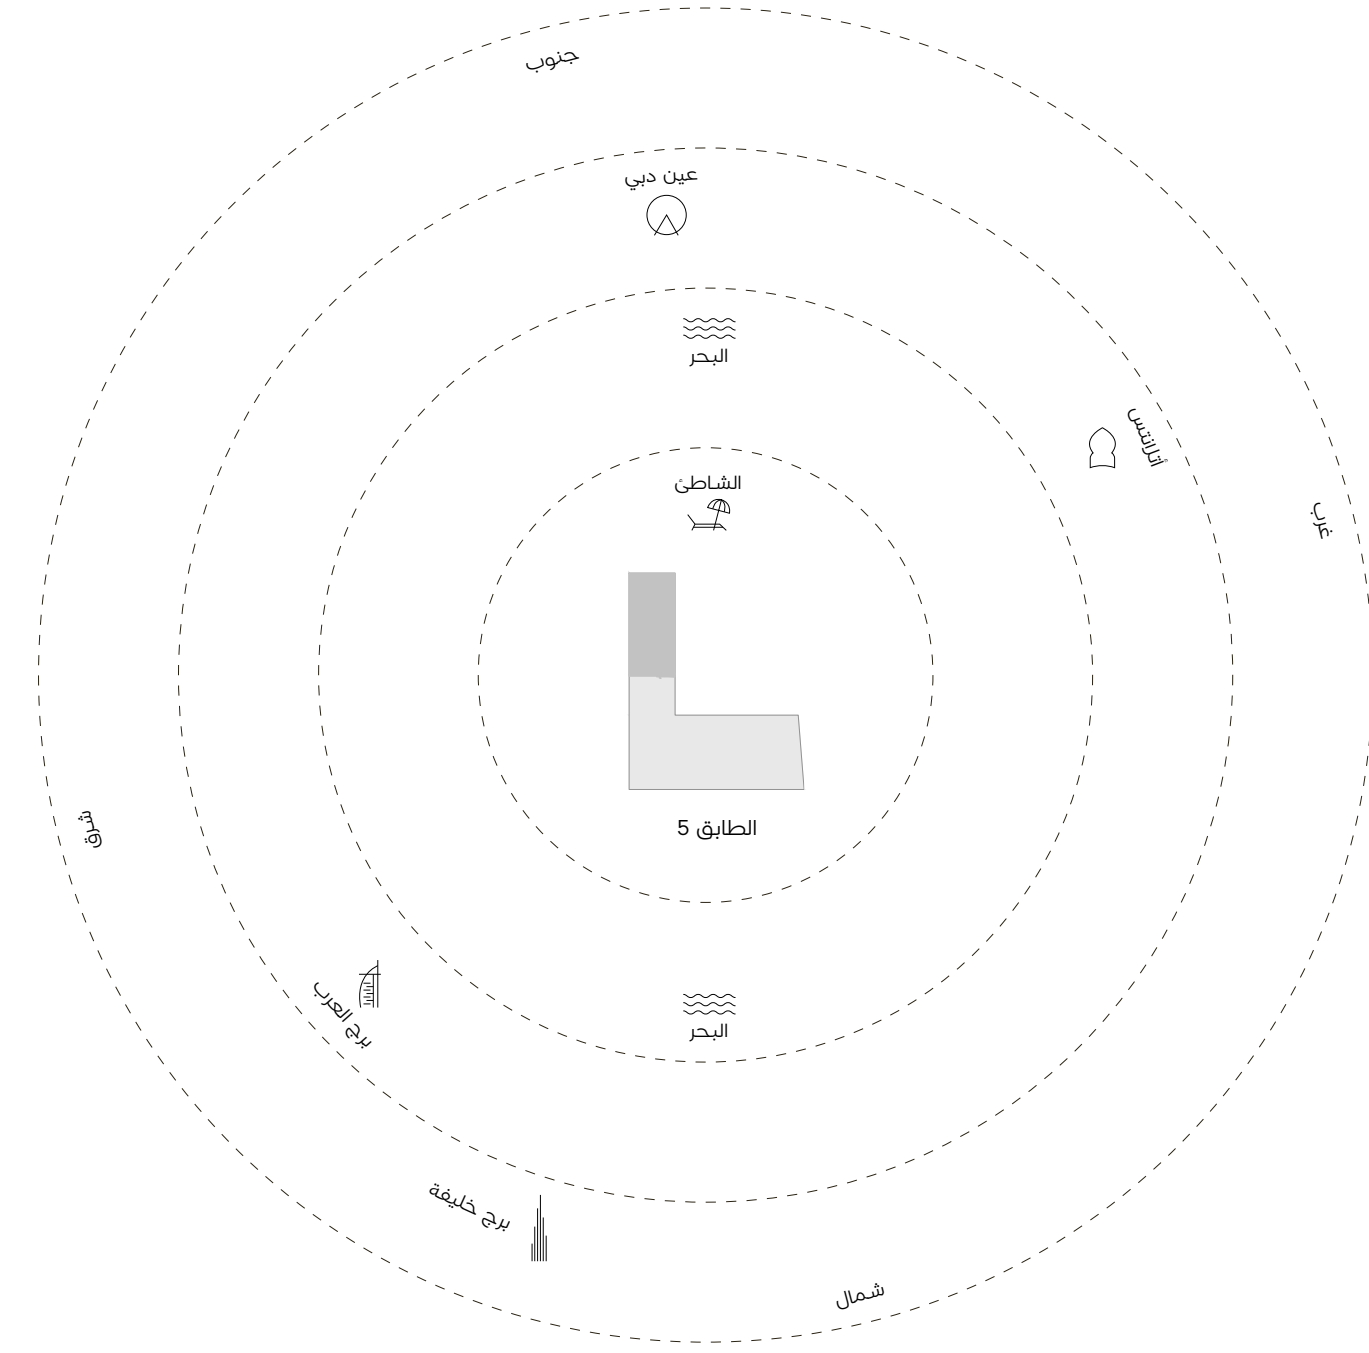 جنوب
عين دبي
البحر
أتلانتس
الشاطئ
غرب
الطابق 5
شرق
برج العرب
البحر
برج خليفة
شمال